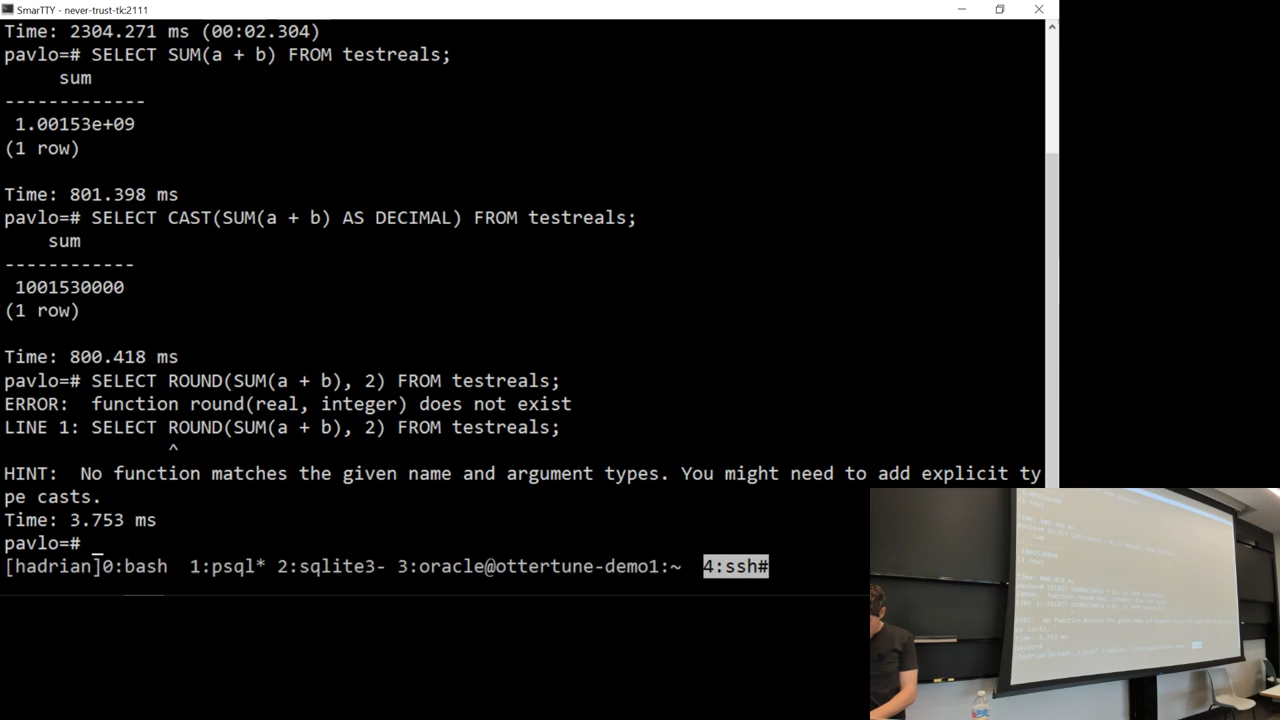 SmarTTY - never-trust-tk:2111
Time: 2304.271 ms (00:02.304)
pavlo=# SELECT SUM(a + b) FROM testreals;
     sum
-------------
 1.00153e+09
(1 row)

Time: 801.398 ms
pavlo=# SELECT CAST(SUM(a + b) AS DECIMAL) FROM testreals;
    sum
------------
 1001530000
(1 row)

Time: 800.418 ms
pavlo=# SELECT ROUND(SUM(a + b), 2) FROM testreals;
ERROR:  function round(real, integer) does not exist
LINE 1: SELECT ROUND(SUM(a + b), 2) FROM testreals;
               ^
HINT:  No function matches the given name and argument types. You might need to add explicit ty
pe casts.
Time: 3.753 ms
pavlo=# _
[hadrian]0:bash  1:psql* 2:sqlite3- 3:oracle@ottertune-demo1:~  4:ssh#